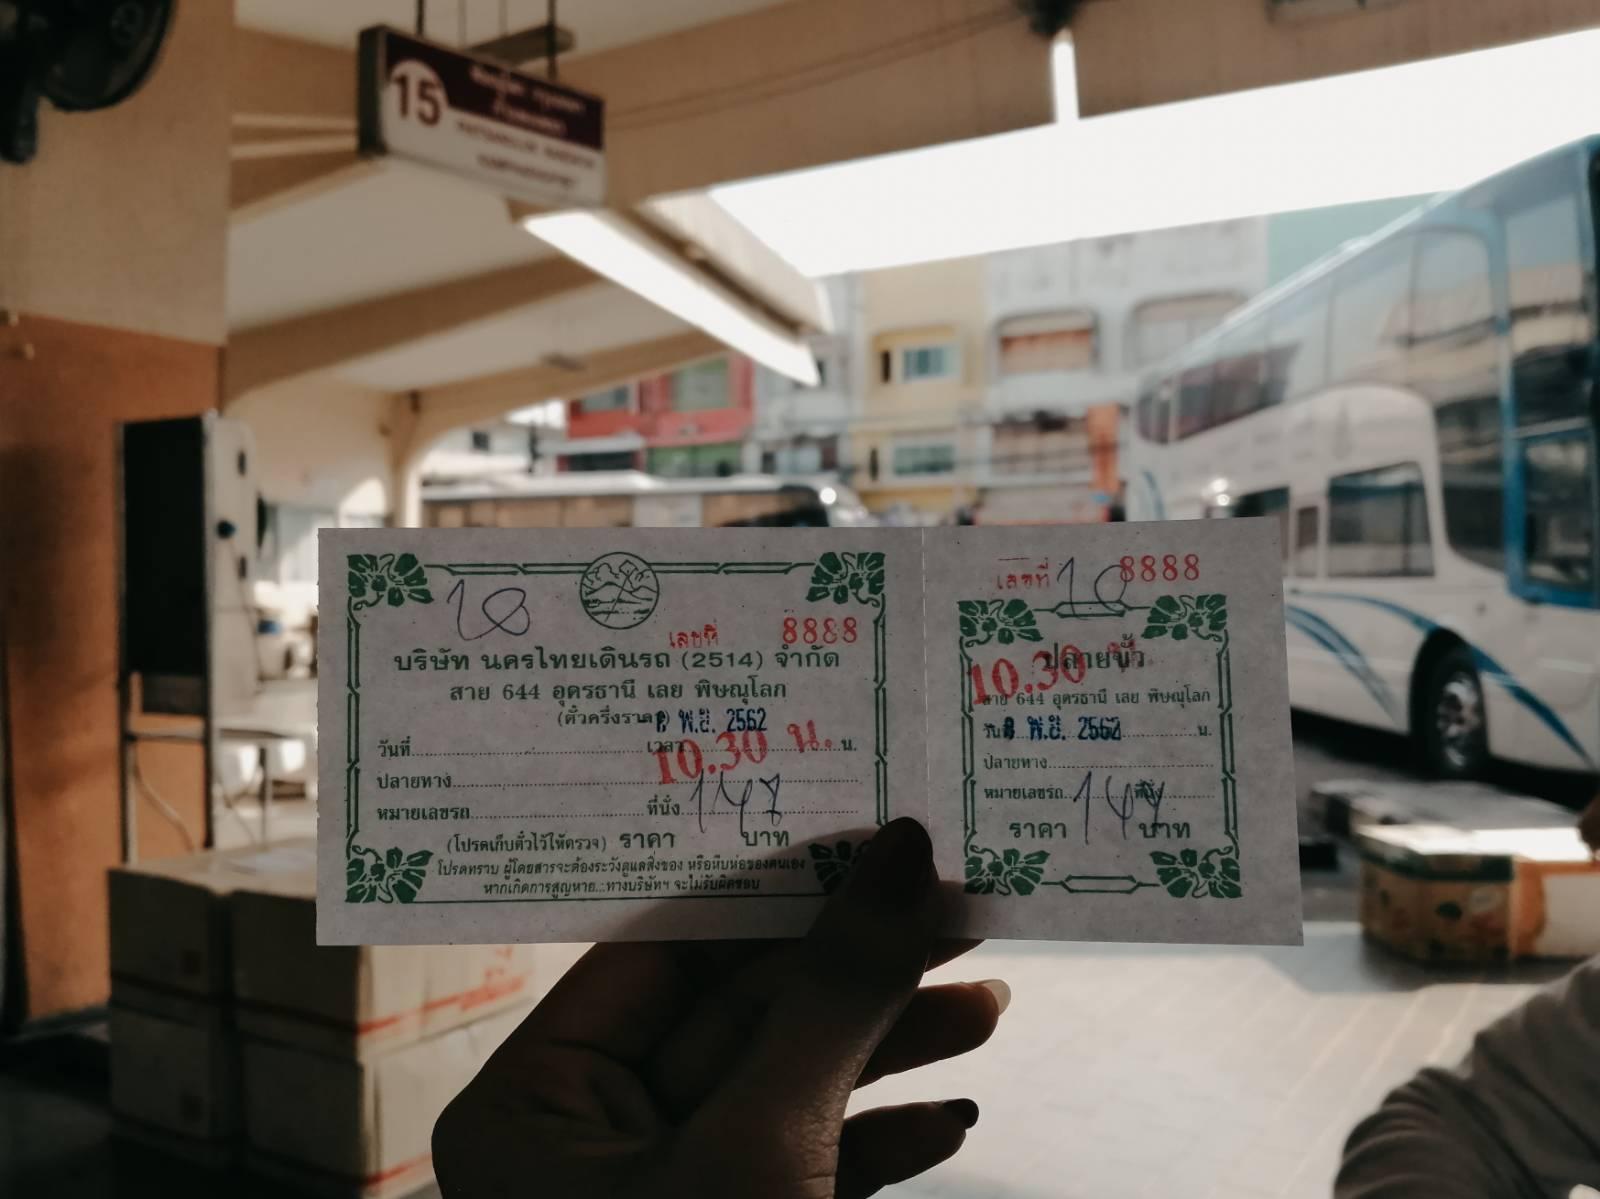 15
18
เลขที่ 8888
บริษัท นครไทยเดินรถ (2514) จำกัด
สาย 644 อุดรธานี เลย พิษณุโลก
(ตั๋วครึ่งราคา)
8 พ.ย. 2562
วันที่ เวลา 10.30 น. น.
ปลายทาง
หมายเลขรถ ที่นั่ง 147
(โปรดเก็บตั๋วไว้ให้ตรวจ) ราคา บาท
โปรดทราบ ผู้โดยสารจะต้องระวังดูแลสิ่งของ หรือหีบห่อของตนเอง
หากเกิดการสูญหาย...ทางบริษัทฯ จะไม่รับผิดชอบ
เลขที่ 8888
ปลายขั้ว
10.30 น.
สาย 644 อุดรธานี เลย พิษณุโลก
วันที่ 8 พ.ย. 2562 น.
ปลายทาง
หมายเลขรถ ที่นั่ง
147
ราคา บาท